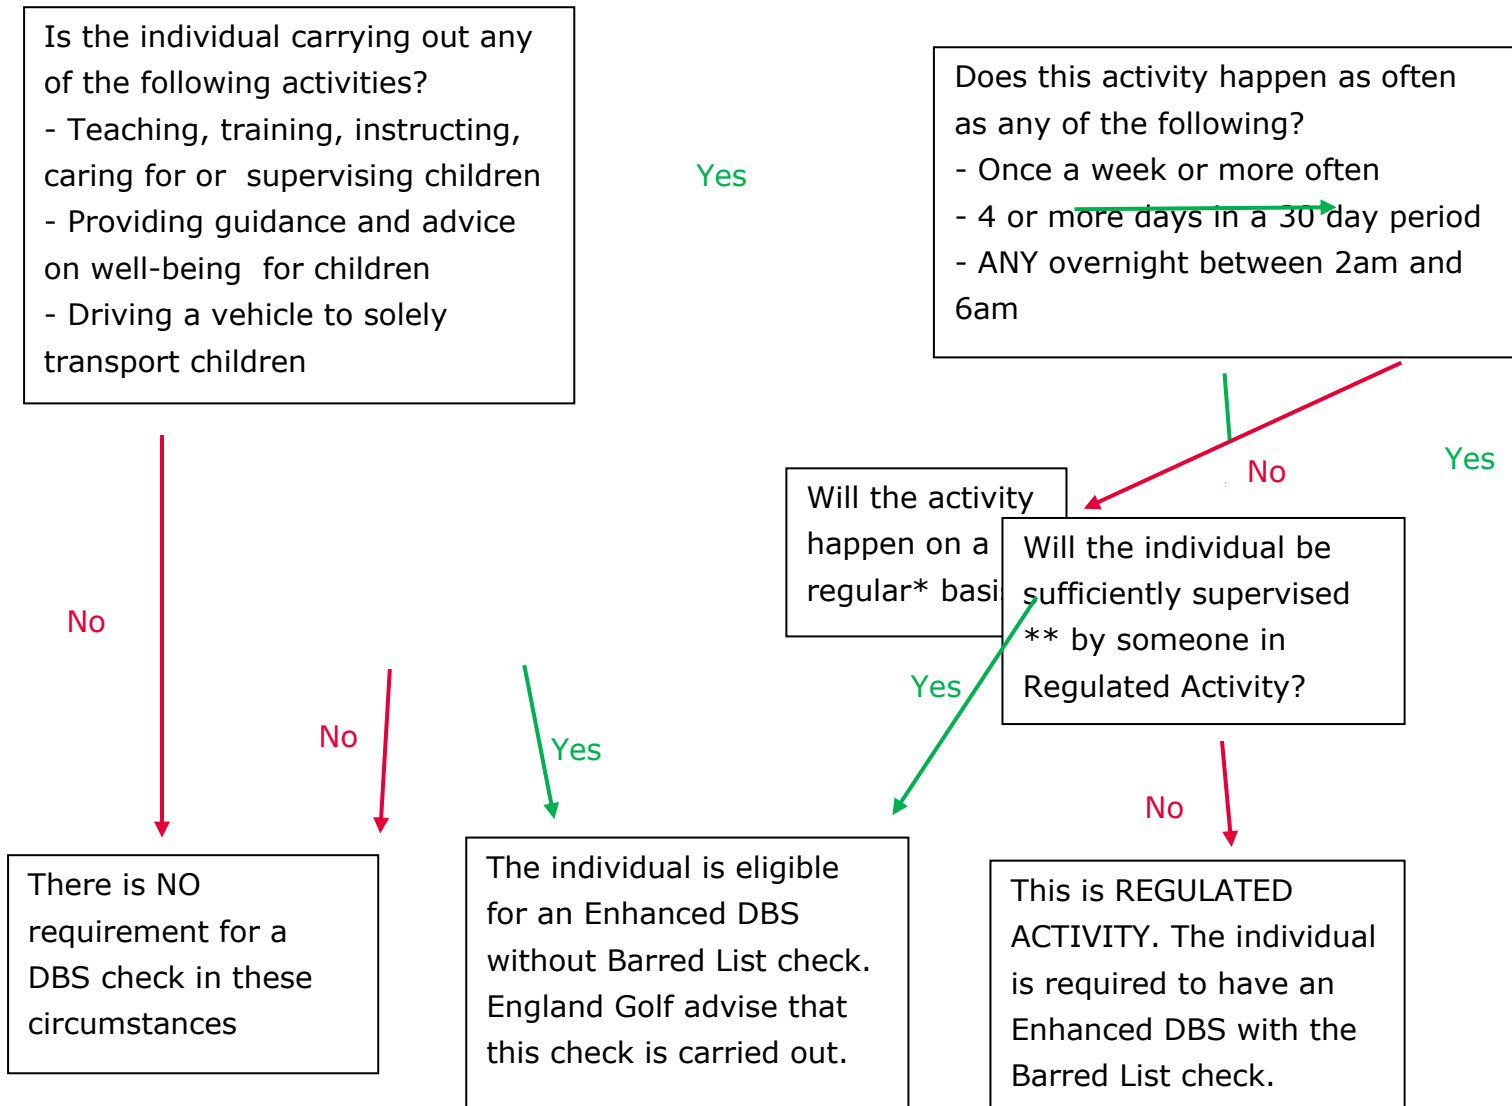 Is the individual carrying out any
of the following activities?
- Teaching, training, instructing,
caring for or  supervising children
- Providing guidance and advice
on well-being  for children
- Driving a vehicle to solely
transport children
Yes
Does this activity happen as often
as any of the following?
- Once a week or more often
- 4 or more days in a 30 day period
- ANY overnight between 2am and
6am
No
Yes
Will the activity
happen on a
regular*
Will the individual be
sufficiently supervised
** by someone in
Regulated Activity?
No
Yes
No
Yes
No
There is NO
requirement for a
DBS check in these
circumstances
The individual is eligible
for an Enhanced DBS
without Barred List check.
England Golf advise that
this check is carried out.
This is REGULATED
ACTIVITY. The individual
is required to have an
Enhanced DBS with the
Barred List check.